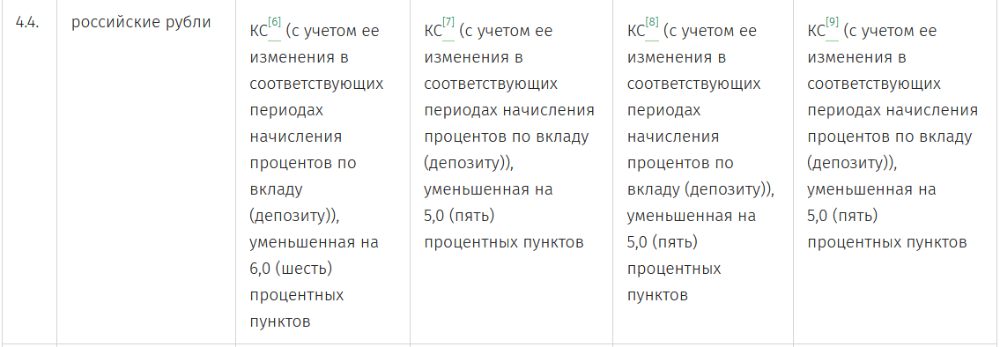 4.4.
российские рубли
КС[6] (с учетом ее
изменения в
соответствующих
периодах
начисления
процентов по
вкладу
(депозиту)),
уменьшенная на
6,0 (шесть)
процентных
пунктов
КС[7] (с учетом ее
изменения в
соответствующих
периодах начисления
процентов по вкладу
(депозиту)),
уменьшенная на
5,0 (пять)
процентных пунктов
КС[8] (с учетом ее
изменения в
соответствующих
периодах
начисления
процентов по
вкладу (депозиту)),
уменьшенная на
5,0 (пять)
процентных
пунктов
КС[9] (с учетом ее
изменения в
соответствующих
периодах начисления
процентов по вкладу
(депозиту)),
уменьшенная на
5,0 (пять)
процентных пунктов